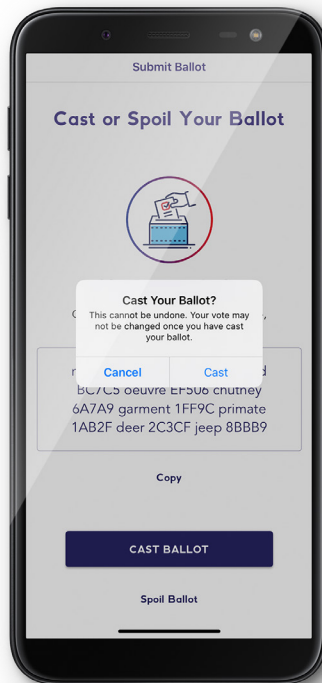 Submit Ballot
Cast or Spoil Your Ballot
Cast Your Ballot?
This cannot be undone. Your vote may
not be changed once you have cast
your ballot.
Cancel Cast
BC7C5 oeuvre EF506 chutney
6A7A9 garment 1FF9C primate
1AB2F deer 2C3CF jeep 8BBB9
Copy
CAST BALLOT
Spoil Ballot